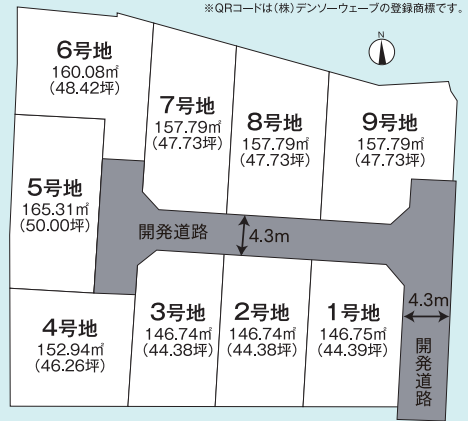 ※QRコードは(株)デンソーウェーブの登録商標です。
N
6号地
160.08㎡
(48.42坪)
7号地
157.79㎡
(47.73坪)
8号地
157.79㎡
(47.73坪)
9号地
157.79㎡
(47.73坪)
5号地
165.31㎡
(50.00坪)
開発道路
4.3m
4号地
152.94㎡
(46.26坪)
3号地
146.74㎡
(44.38坪)
2号地
146.74㎡
(44.38坪)
1号地
146.75㎡
(44.39坪)
4.3m
開発道路